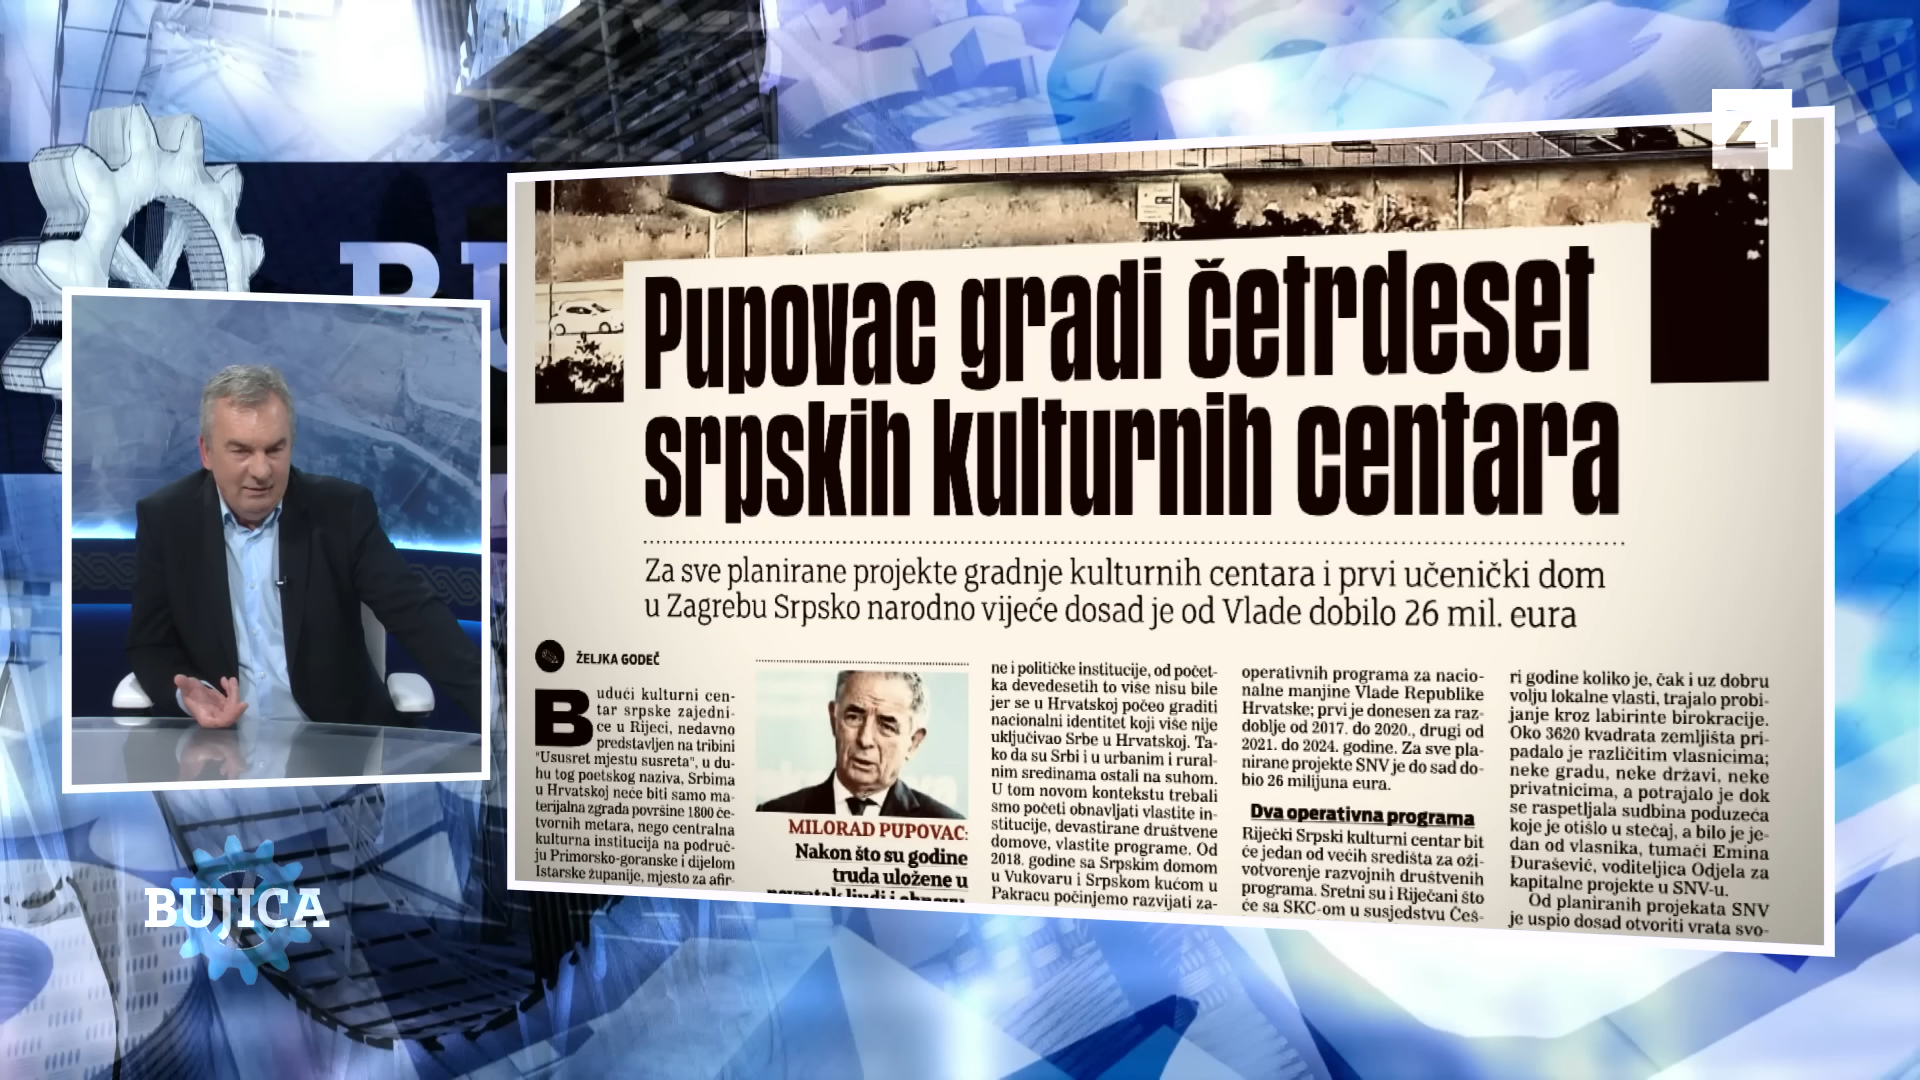 Z1
BU
Pupovac gradi četrdeset
srpskih kulturnih centara
Za sve planirane projekte gradnje kulturnih centara i prvi učenički dom
u Zagrebu Srpsko narodno vijeće dosad je od Vlade dobilo 26 mil. eura
ŽELJKA GODEČ
Budući kulturni cen-
tar srpske zajedni-
ce u Rijeci, nedavno
predstavljen na tribini
"Ususret mjestu susreta", u du-
hu tog poetskog naziva, Srbima
u Hrvatskoj neće biti samo ma-
terijalna zgrada površine 1800 če-
tvornih metara, nego centralna
kulturna institucija na područ-
ju Primorsko-goranske i dijelom
Istarske županije, mjesto za afir-
MILORAD PUPOVAC:
Nakon što su godine
truda uložene u
povratak ljudi i obnovu
ne i političke institucije, od počet-
ka devedesetih to više nisu bile
jer se u Hrvatskoj počeo graditi
nacionalni identitet koji više nije
uključivao Srbe u Hrvatskoj. Ta-
ko da su Srbi i u urbanim i rural-
nim sredinama ostali na suhom.
U tom novom kontekstu trebali
smo početi obnavljati vlastite in-
stitucije, devastirane društvene
domove, vlastite programe. Od
2018. godine sa Srpskim domom
u Vukovaru i Srpskom kućom u
Pakracu počinjemo razvijati za-
operativnih programa za nacio-
nalne manjine Vlade Republike
Hrvatske; prvi je donesen za raz-
doblje od 2017. do 2020., drugi od
2021. do 2024. godine. Za sve pla-
nirane projekte SNV je do sad do-
bio 26 milijuna eura.
Dva operativna programa
Riječki Srpski kulturni centar bit
će jedan od većih središta za oži-
votvorenje razvojnih društvenih
programa. Sretni su i Riječani što
će sa SKC-om u susjedstvu Češ-
ri godine koliko je, čak i uz dobru
volju lokalne vlasti, trajalo probi-
janje kroz labirinte birokracije.
Oko 3620 kvadrata zemljišta pri-
padalo je različitim vlasnicima;
neke gradu, neke državi, neke
privatnicima, a potrajalo je dok
se raspetljala sudbina poduzeća
koje je otišlo u stečaj, a bilo je je-
dan od vlasnika, tumači Emina
Đurašević, voditeljica Odjela za
kapitalne projekte u SNV-u.
Od planiranih projekata SNV
je uspio dosad otvoriti vrata svo-
BUJICA